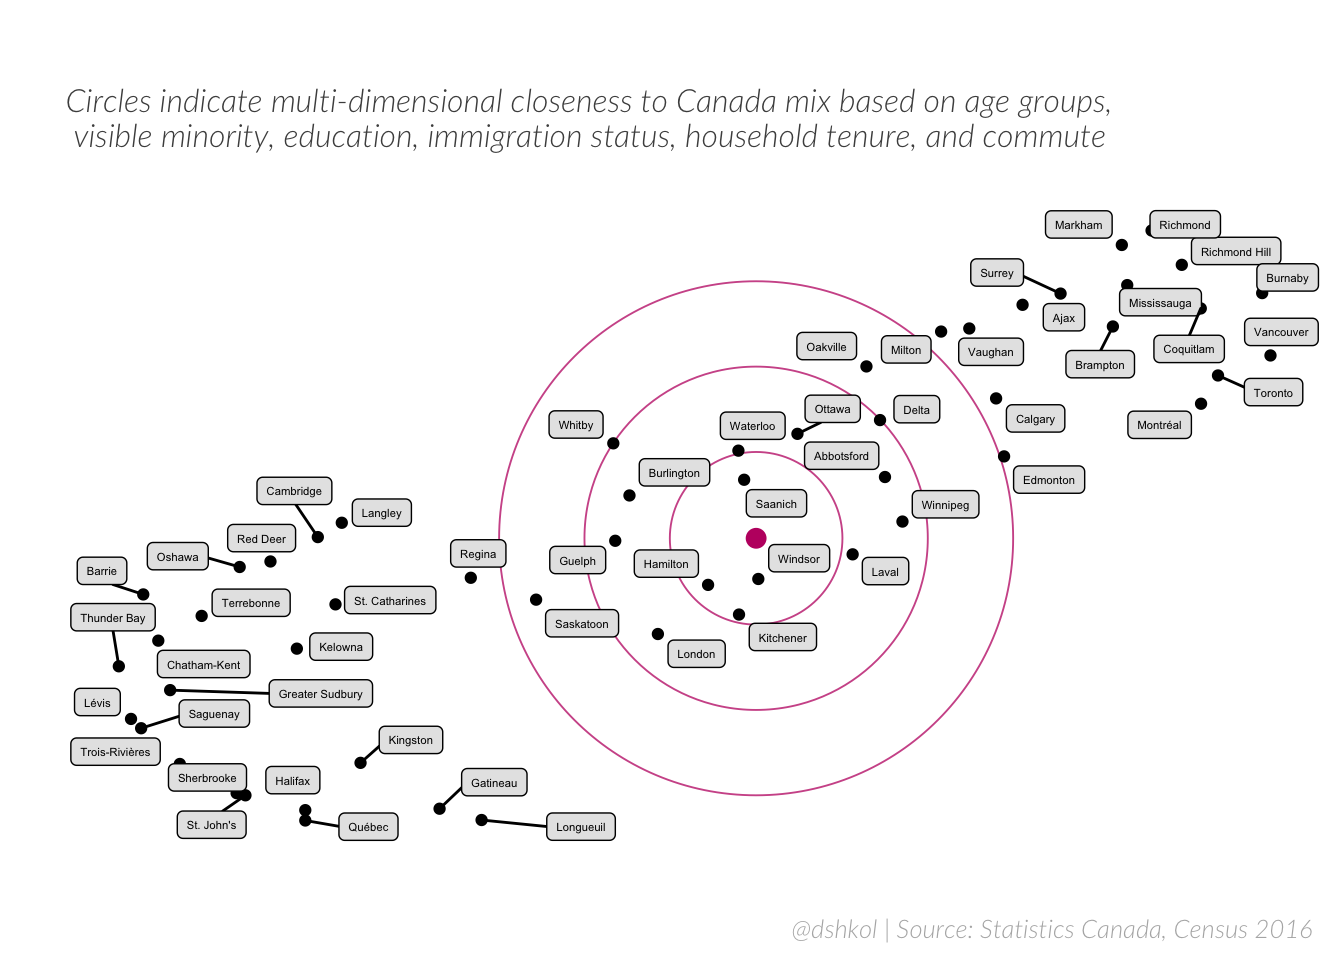 Circles indicate multi-dimensional closeness to Canada mix based on age groups,
visible minority, education, immigration status, household tenure, and commute
Markham
Richmond
Richmond Hill
Surrey
Burnaby
Mississauga
Ajax
Vancouver
Oakville
Milton
Vaughan
Coquitlam
Brampton
Toronto
Ottawa
Delta
Calgary
Montréal
Whitby
Waterloo
Abbotsford
Burlington
Edmonton
Cambridge
Langley
Saanich
Winnipeg
Red Deer
Oshawa
Regina
Guelph
Hamilton
Windsor
Barrie
Laval
Terrebonne
St. Catharines
Thunder Bay
Saskatoon
Kitchener
Kelowna
London
Chatham-Kent
Greater Sudbury
Lévis
Saguenay
Kingston
Trois-Rivières
Sherbrooke
Halifax
Gatineau
St. John's
Québec
Longueuil
@dshkol | Source: Statistics Canada, Census 2016